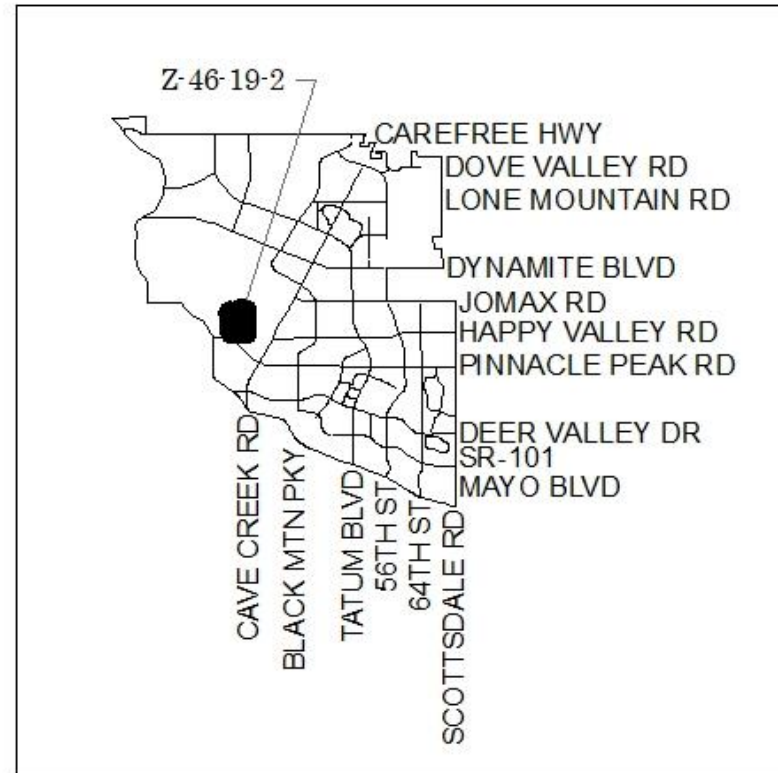 Z-46-19-2
CAREFREE HWY
DOVE VALLEY RD
LONE MOUNTAIN RD
DYNAMITE BLVD
JOMAX RD
HAPPY VALLEY RD
PINNACLE PEAK RD
DEER VALLEY DR
SR-101
MAYO BLVD
CAVE CREEK RD
BLACK MTN PKY
TATUM BLVD
56TH ST
64TH ST
SCOTTSDALE RD